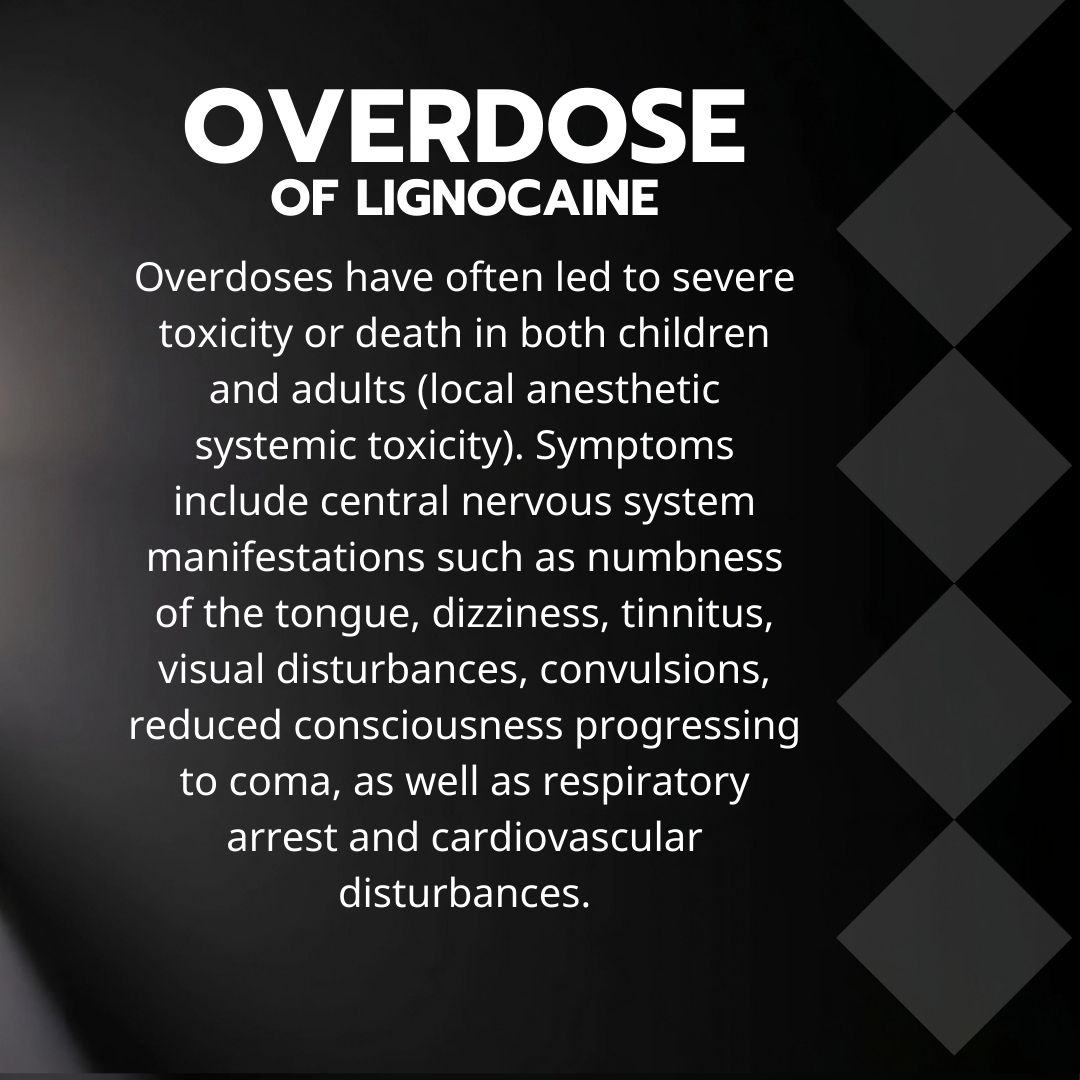 OVERDOSE
OF LIGNOCAINE
Overdoses have often led to severe
toxicity or death in both children
and adults (local anesthetic
systemic toxicity). Symptoms
include central nervous system
manifestations such as numbness
of the tongue, dizziness, tinnitus,
visual disturbances, convulsions,
reduced consciousness progressing
to coma, as well as respiratory
arrest and cardiovascular
disturbances.